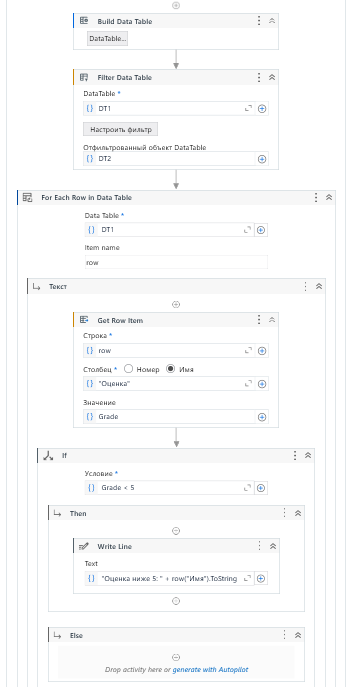 Build Data Table
DataTable...
Filter Data Table
DataTable *
DT1
Настроить фильтр
Отфильтрованный объект DataTable
DT2
For Each Row in Data Table
Data Table *
DT1
Item name
row
Текст
Get Row Item
Строка *
row
Столбец * Номер Имя
"Оценка"
Значение
Grade
If
Условие *
Grade < 5
Then
Write Line
Text
"Оценка ниже 5: " + row("Имя").ToString
Else
Drop activity here or generate with Autopilot